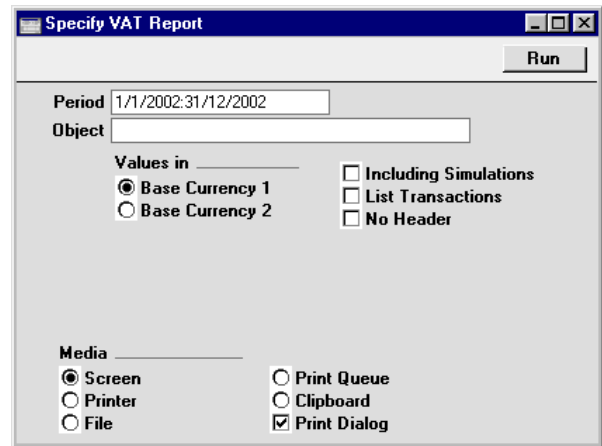 Specify VAT Report
Run
Period 1/1/2002:31/12/2002
Object
Values in
Base Currency 1
Base Currency 2
Including Simulations
List Transactions
No Header
Media
Screen
Printer
File
Print Queue
Clipboard
Print Dialog